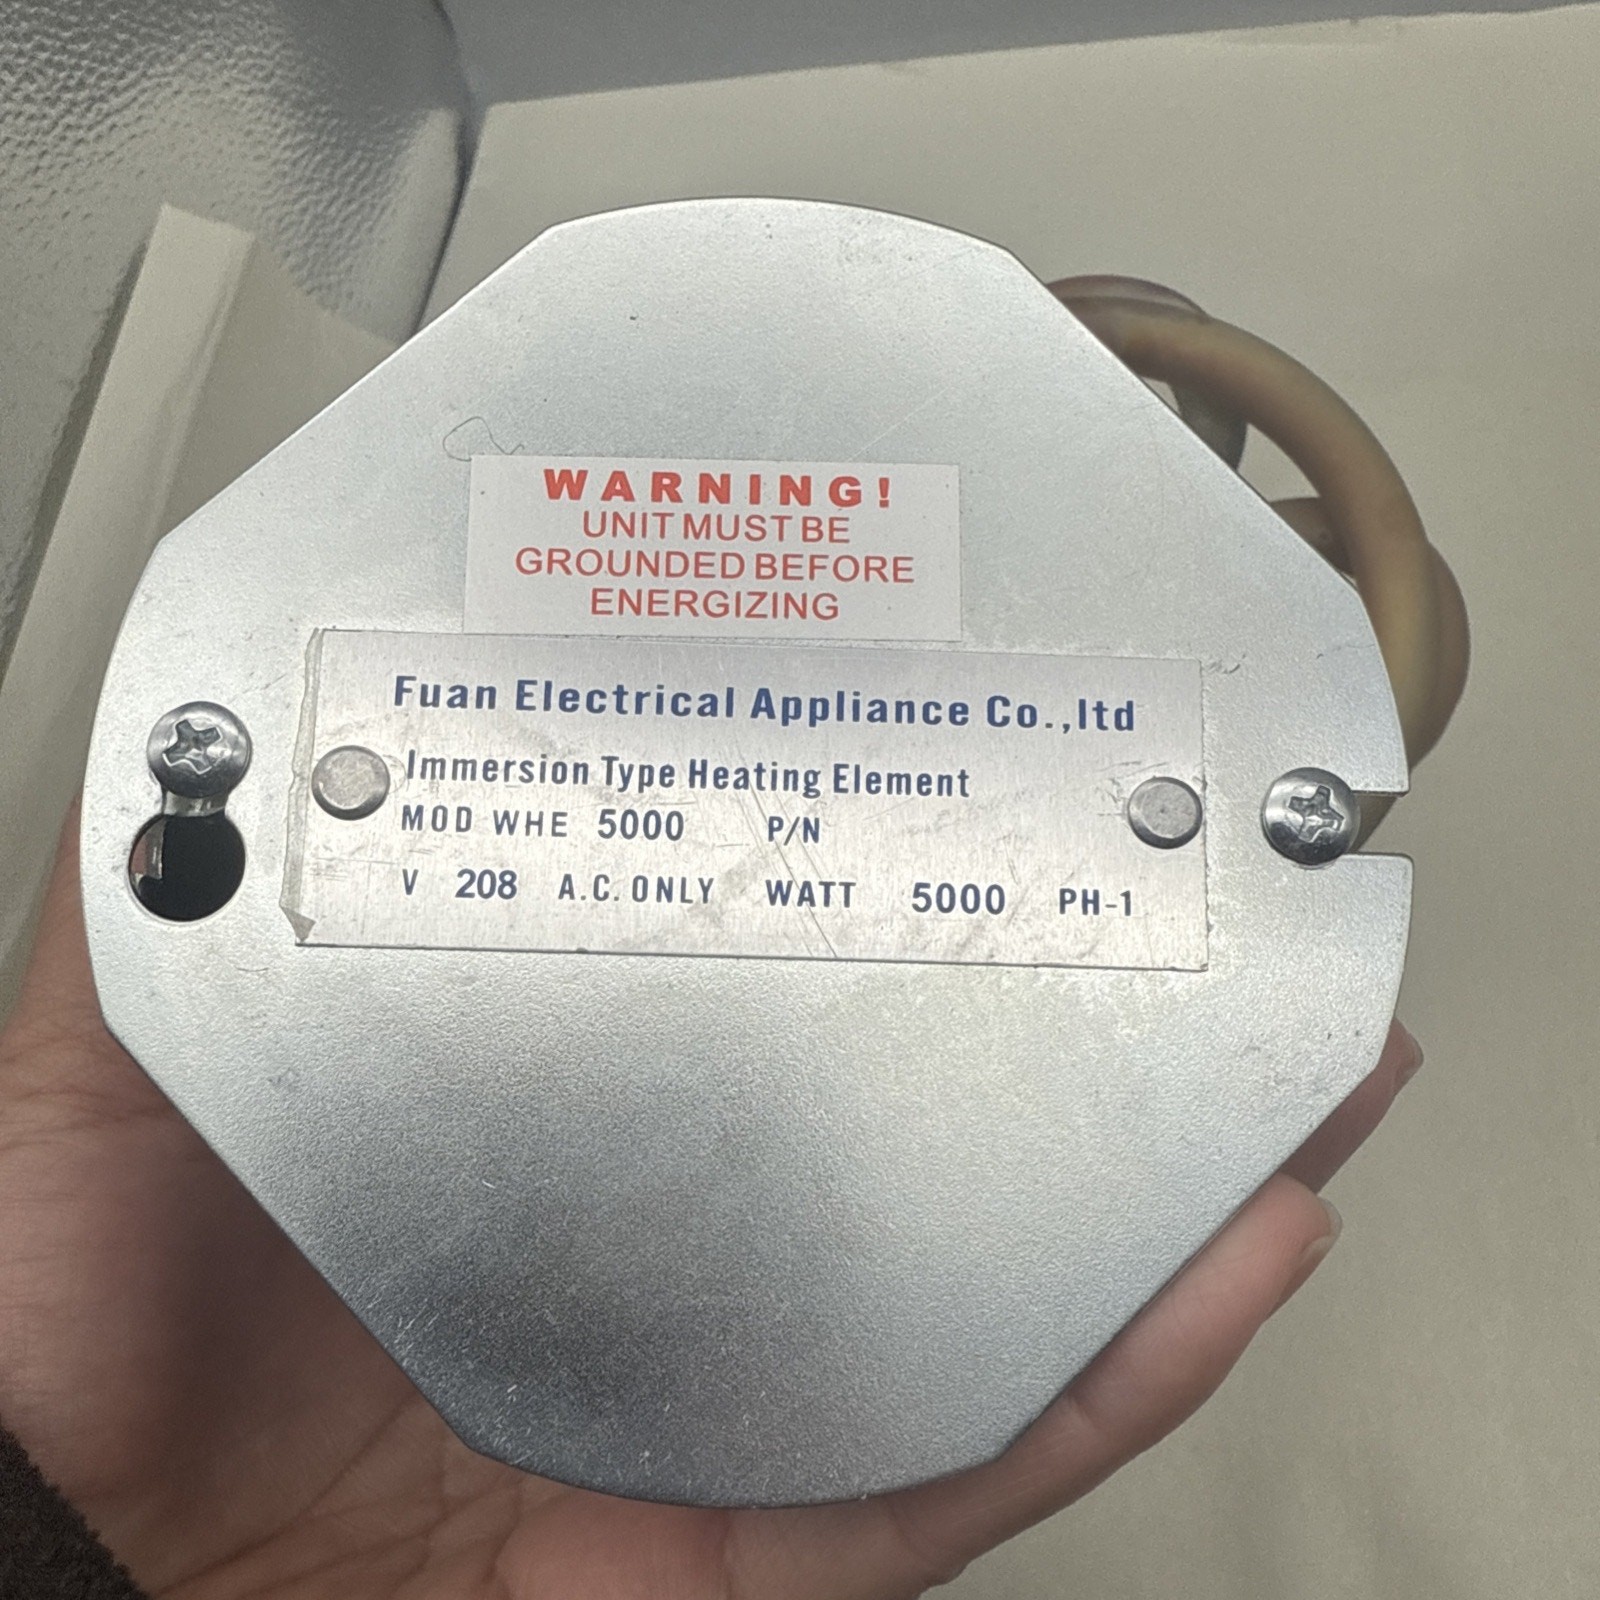 WARNING!
UNIT MUST BE
GROUNDED BEFORE
ENERGIZING
Fuan Electrical Appliance Co.,ltd
Immersion Type Heating Element
MOD WHE 5000 P/N
V 208 A.C. ONLY WATT 5000 PH-1